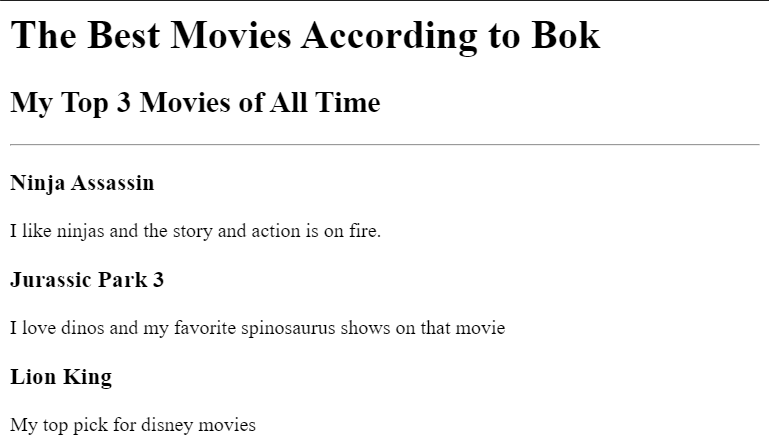 The Best Movies According to Bok
My Top 3 Movies of All Time
Ninja Assassin
I like ninjas and the story and action is on fire.
Jurassic Park 3
I love dinos and my favorite spinosaurus shows on that movie
Lion King
My top pick for disney movies